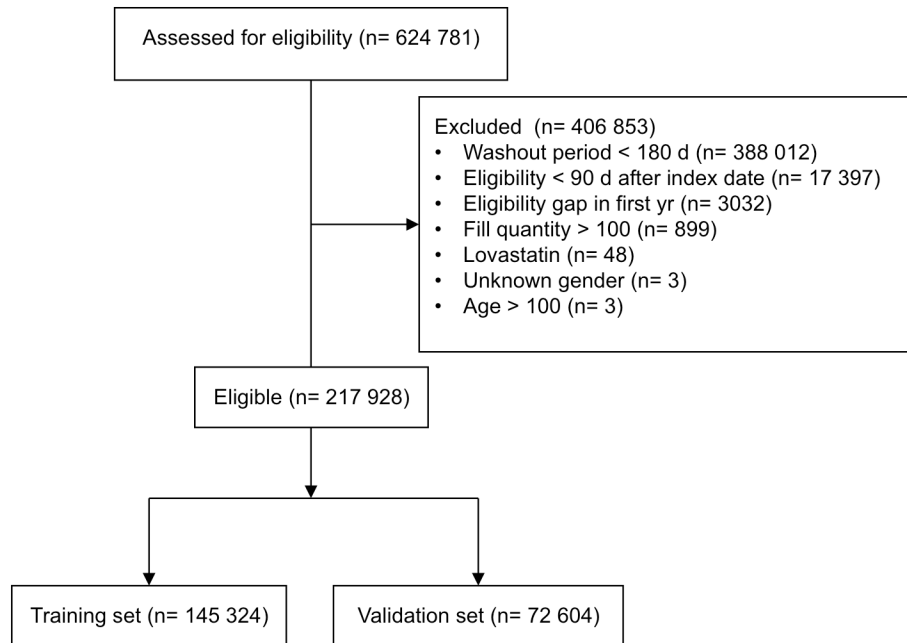 Assessed for eligibility (n= 624 781)
Excluded  (n= 406 853)
• Washout period < 180 d (n= 388 012)
• Eligibility < 90 d after index date (n= 17 397)
• Eligibility gap in first yr (n= 3032)
• Fill quantity > 100 (n= 899)
• Lovastatin (n= 48)
• Unknown gender (n= 3)
• Age > 100 (n= 3)
Eligible (n= 217 928)
Training set (n= 145 324)
Validation set (n= 72 604)